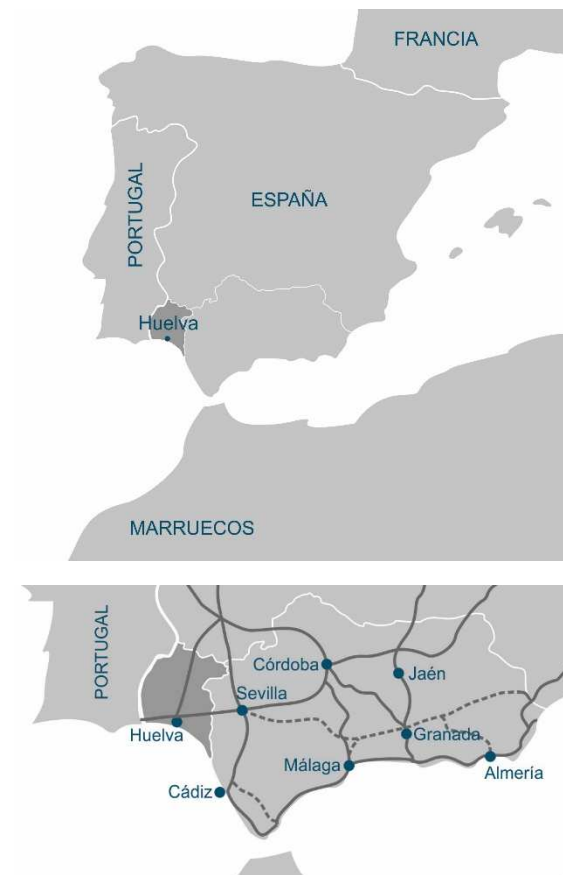 FRANCIA
PORTUGAL
ESPAÑA
Huelva
MARRUECOS
PORTUGAL
Córdoba
Jaén
Sevilla
Huelva
Granada
Málaga
Almería
Cádiz